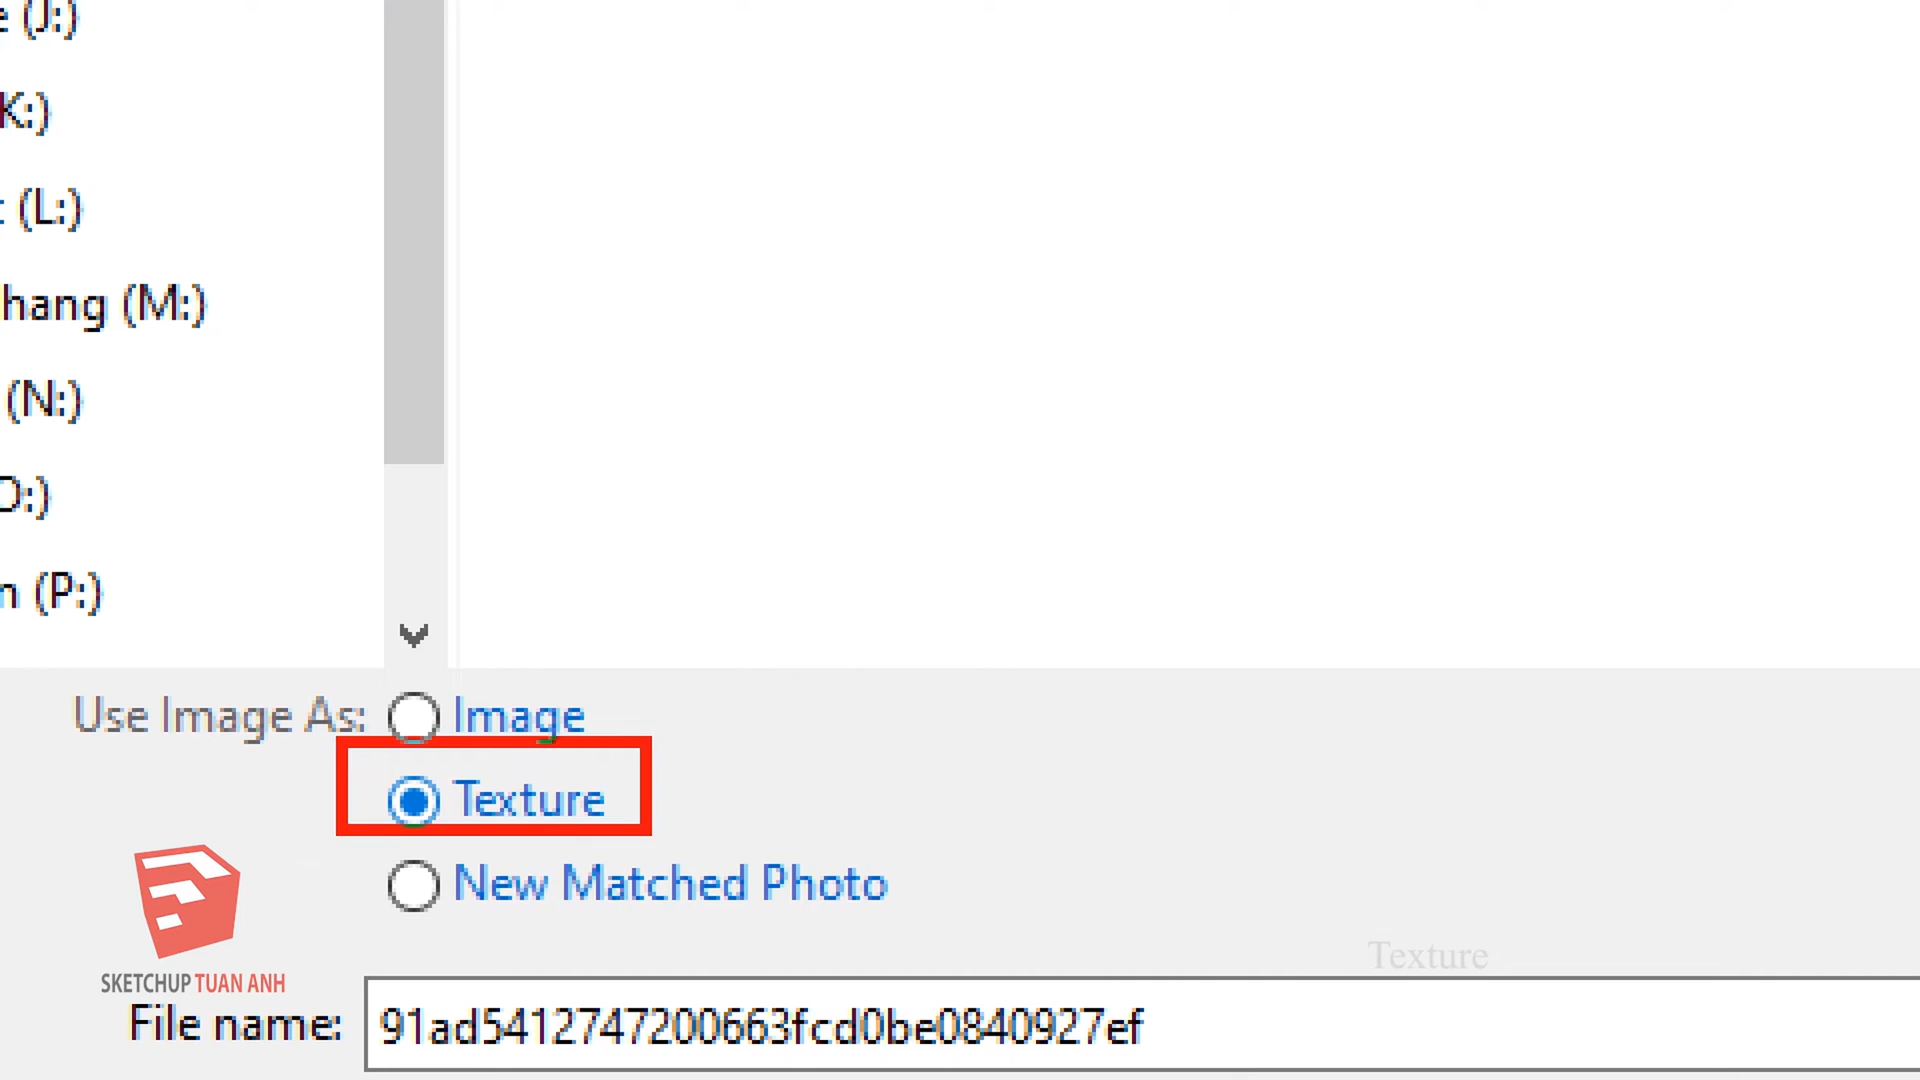 e (J:)
K:)
(L:)
hang (M:)
(N:)
O:)
n (P:)
Use Image As: Image
Texture
New Matched Photo
Texture
SKETCHUP TUAN ANH
File name: 91ad5412747200663fcd0be0840927ef